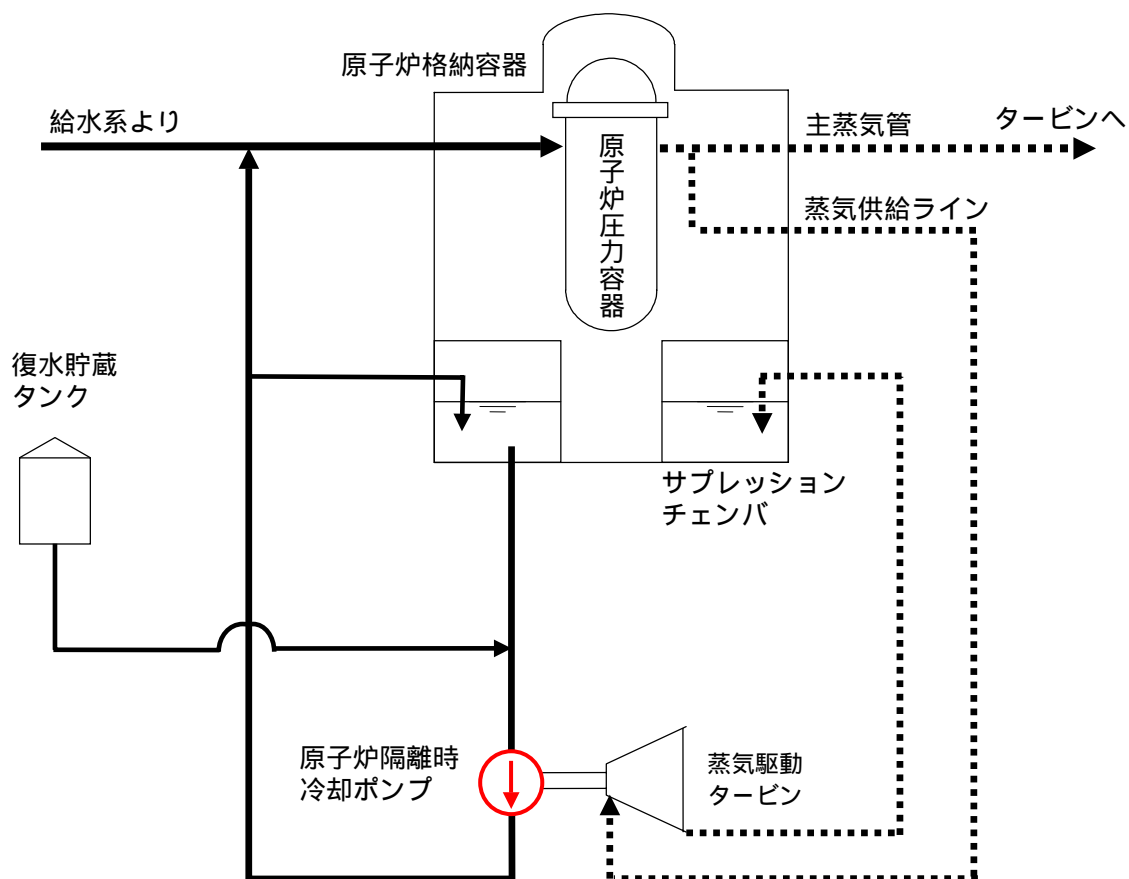 原子炉格納容器
給水系より
主蒸気管
タービンへ
原子炉圧力容器
蒸気供給ライン
復水貯蔵
タンク
サプレッション
チェンバ
原子炉隔離時
冷却ポンプ
蒸気駆動
タービン